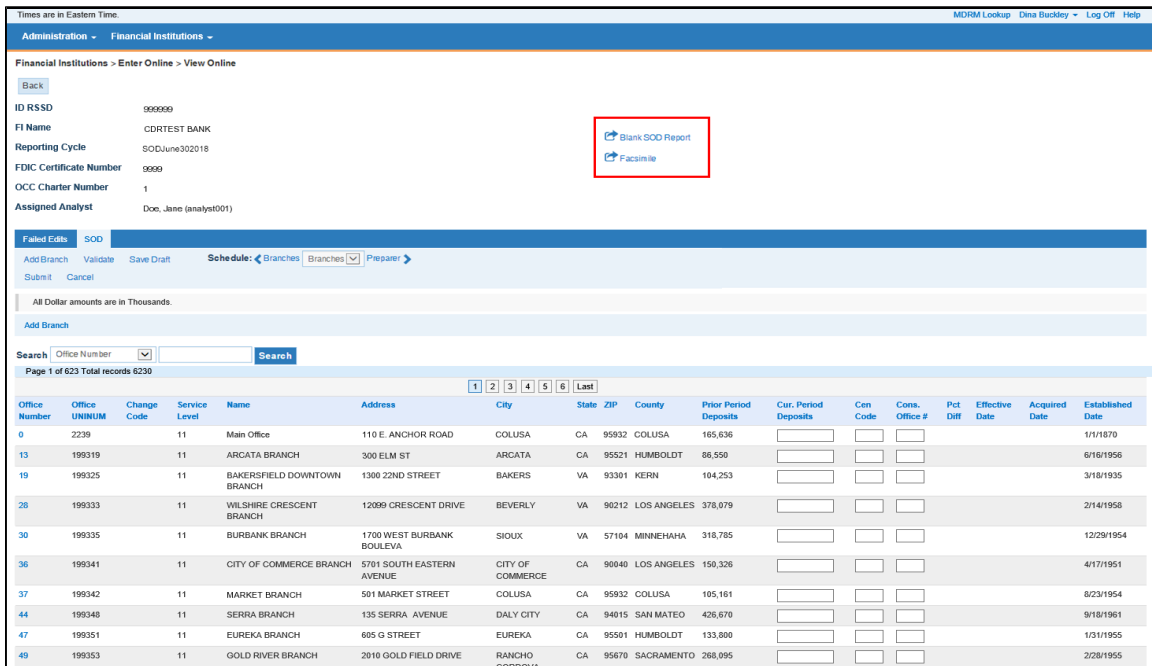 Times are in Eastern Time. MDRM Lookup Dina Buckley Log Off Help
Administration Financial Institutions
Financial Institutions > Enter Online > View Online
Back
ID RSSD 999999
FI Name CDRTEST BANK
Blank SOD Report
Reporting Cycle SODJune302018
Facsimile
FDIC Certificate Number 9999
OCC Charter Number 1
Assigned Analyst Doe, Jane (analyst001)
Failed Edits SOD
Add Branch Validate Save Draft Schedule: Branches Branches Preparer
Submit Cancel
All Dollar amounts are in Thousands.
Add Branch
Search Office Number Search
Page 1 of 623 Total records 6230
1 2 3 4 5 6 Last
Office Number Office UNINUM Change Code Service Level Name Address City State ZIP County Prior Period Deposits Cur. Period Deposits Cen Code Cons. Office # Pct Diff Effective Date Acquired Date Established Date
0 2239 11 Main Office 110 E. ANCHOR ROAD COLUSA CA 95932 COLUSA 165,636 1/1/1870
13 199319 11 ARCATA BRANCH 300 ELM ST ARCATA CA 95521 HUMBOLDT 86,550 6/16/1956
19 199325 11 BAKERSFIELD DOWNTOWN BRANCH 1300 22ND STREET BAKERS VA 93301 KERN 104,253 3/18/1935
28 199333 11 WILSHIRE CRESCENT BRANCH 12099 CRESCENT DRIVE BEVERLY VA 90212 LOS ANGELES 378,079 2/14/1958
30 199335 11 BURBANK BRANCH 1700 WEST BURBANK BOULEVA SIOUX VA 57104 MINNEHAHA 318,785 12/29/1954
36 199341 11 CITY OF COMMERCE BRANCH 5701 SOUTH EASTERN AVENUE CITY OF COMMERCE CA 90040 LOS ANGELES 150,326 4/17/1951
37 199342 11 MARKET BRANCH 501 MARKET STREET COLUSA CA 95932 COLUSA 105,161 8/23/1954
44 199348 11 SERRA BRANCH 135 SERRA AVENUE DALY CITY CA 94015 SAN MATEO 426,670 9/18/1961
47 199351 11 EUREKA BRANCH 605 G STREET EUREKA CA 95501 HUMBOLDT 133,800 1/31/1955
49 199353 11 GOLD RIVER BRANCH 2010 GOLD FIELD DRIVE RANCHO CORDOVA CA 95670 SACRAMENTO 268,095 2/28/1955